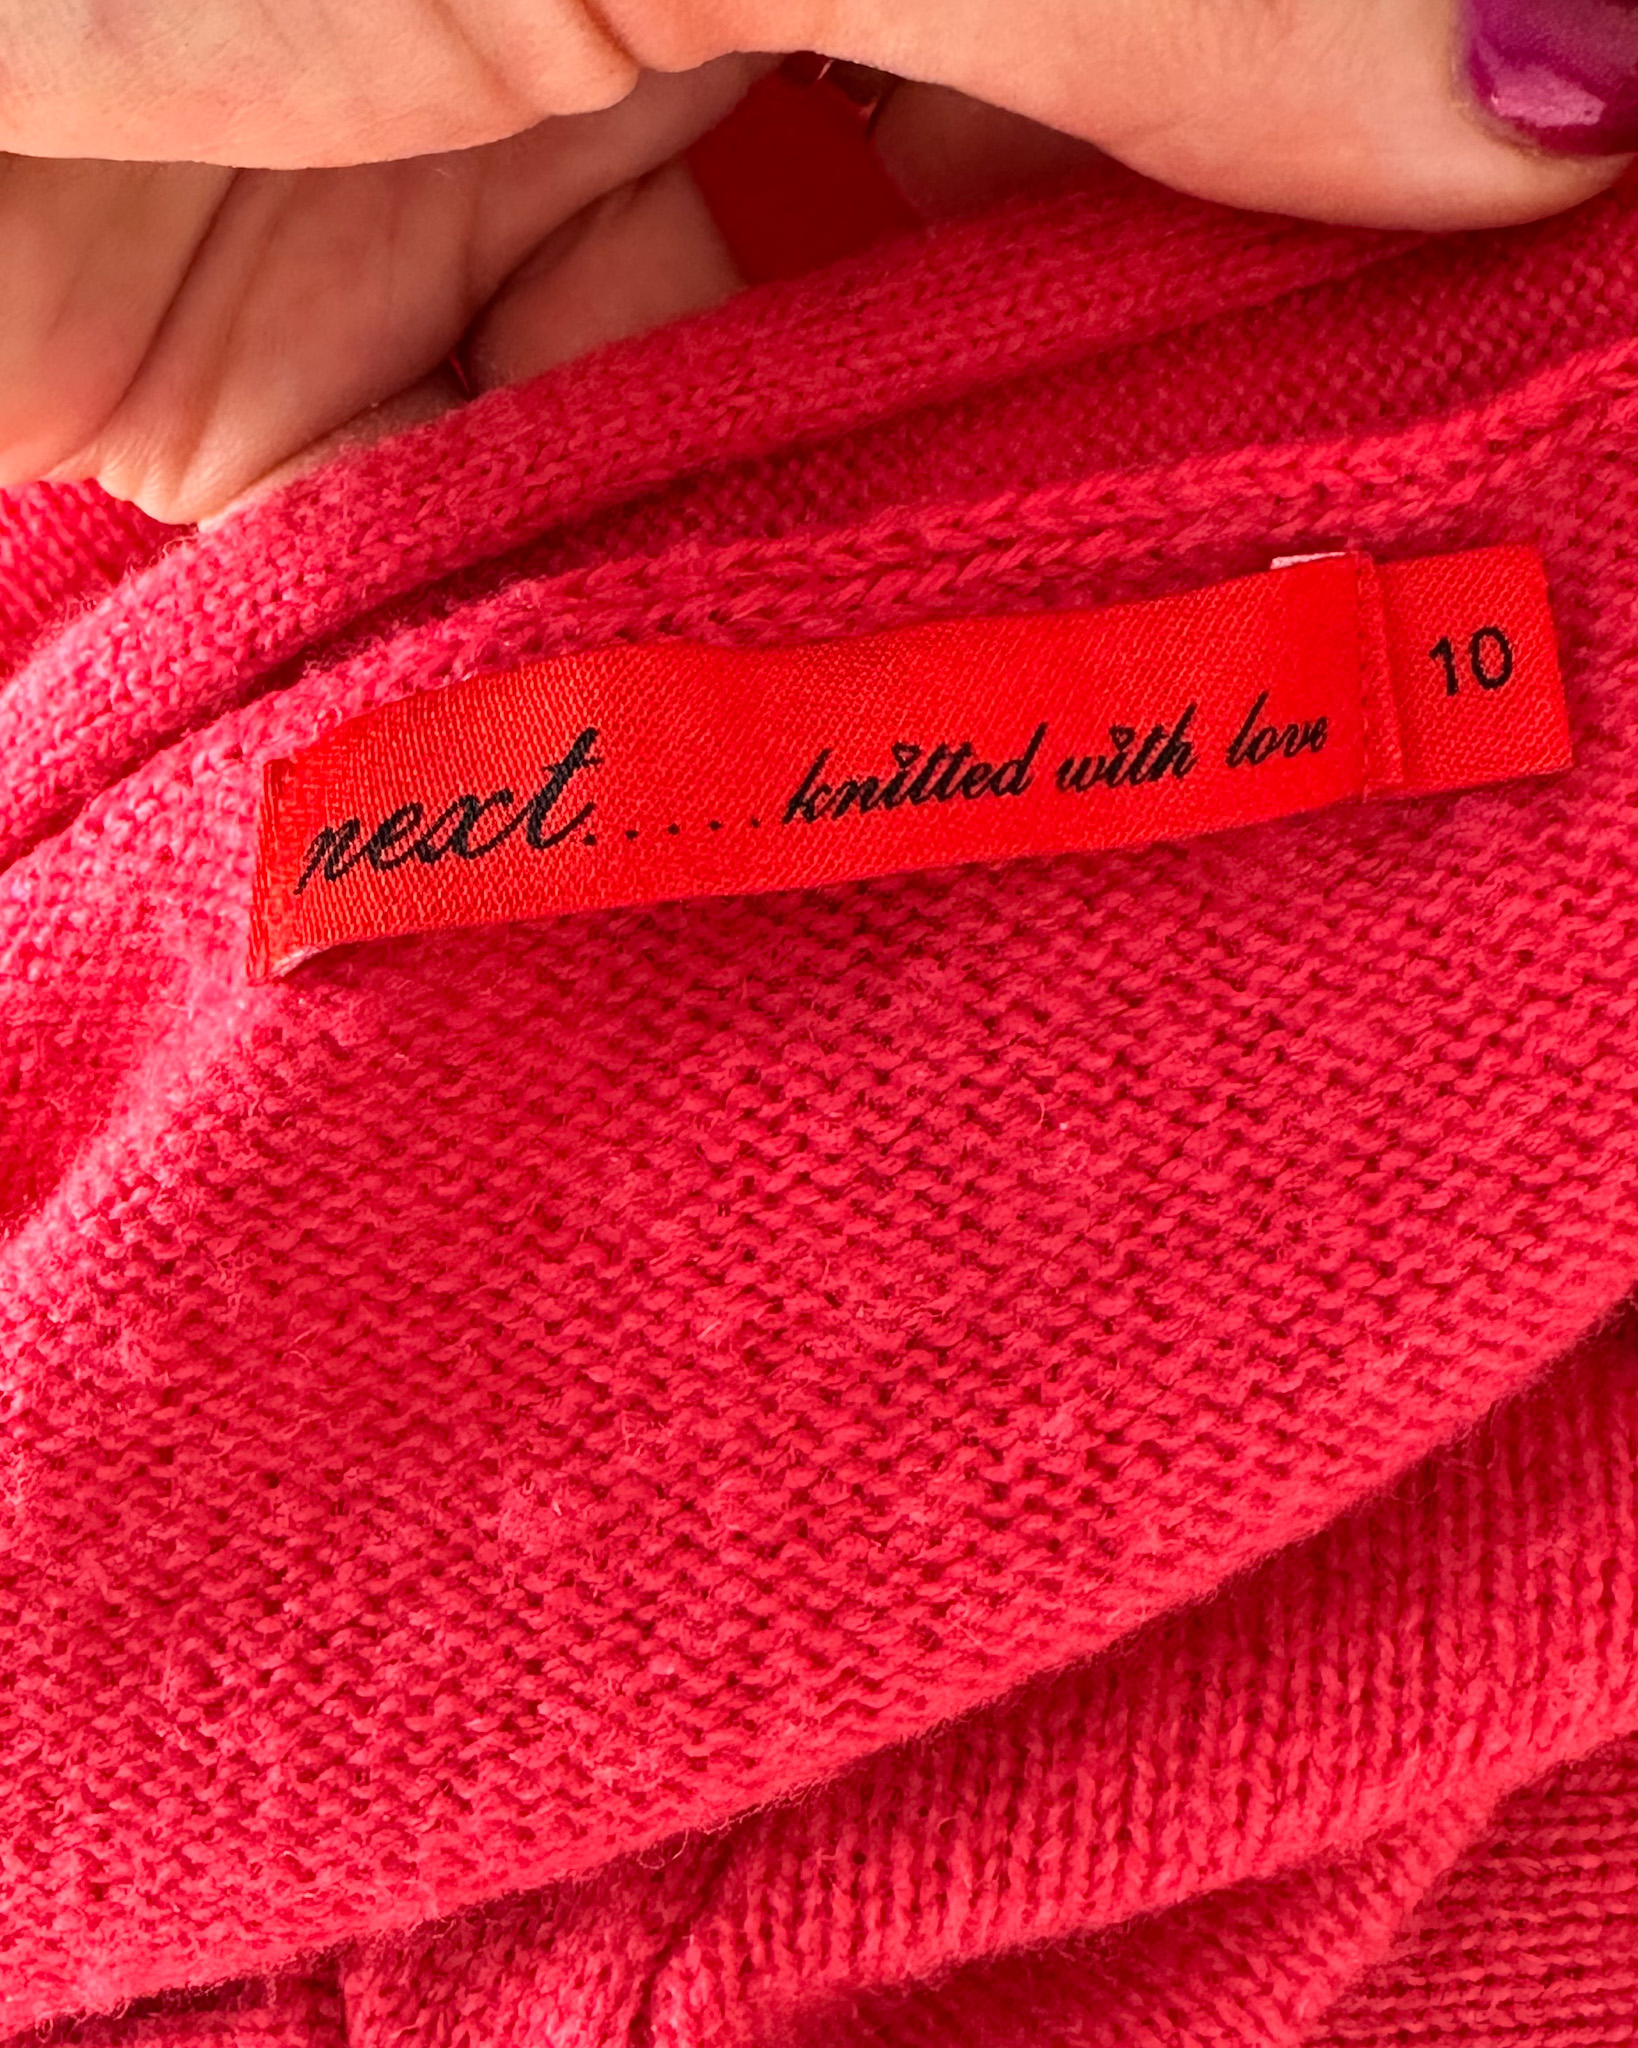 next.....knitted with love
10